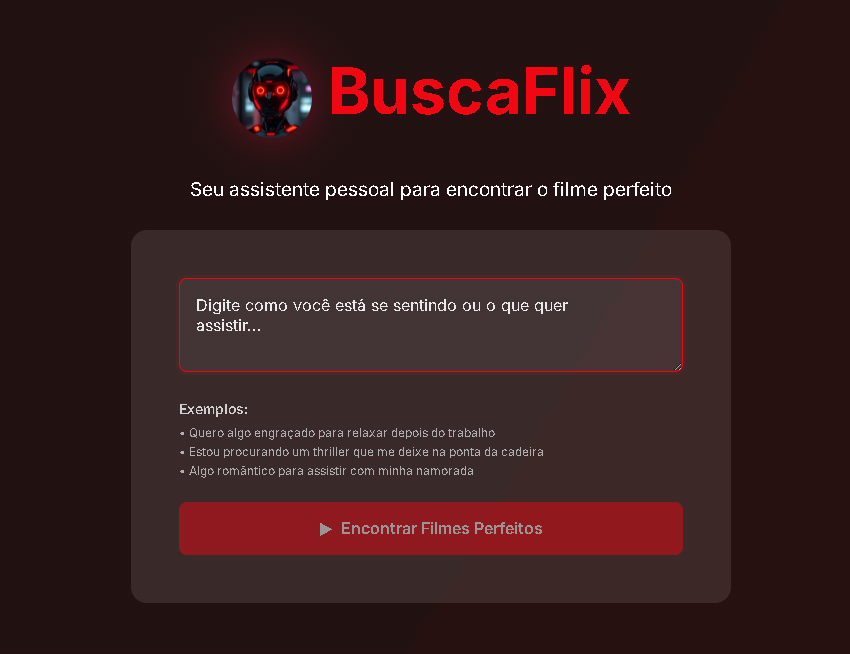 BuscaFlix
Seu assistente pessoal para encontrar o filme perfeito
Digite como você está se sentindo ou o que quer
assistir...
Exemplos:
• Quero algo engraçado para relaxar depois do trabalho
• Estou procurando um thriller que me deixe na ponta da cadeira
• Algo romântico para assistir com minha namorada
▶ Encontrar Filmes Perfeitos